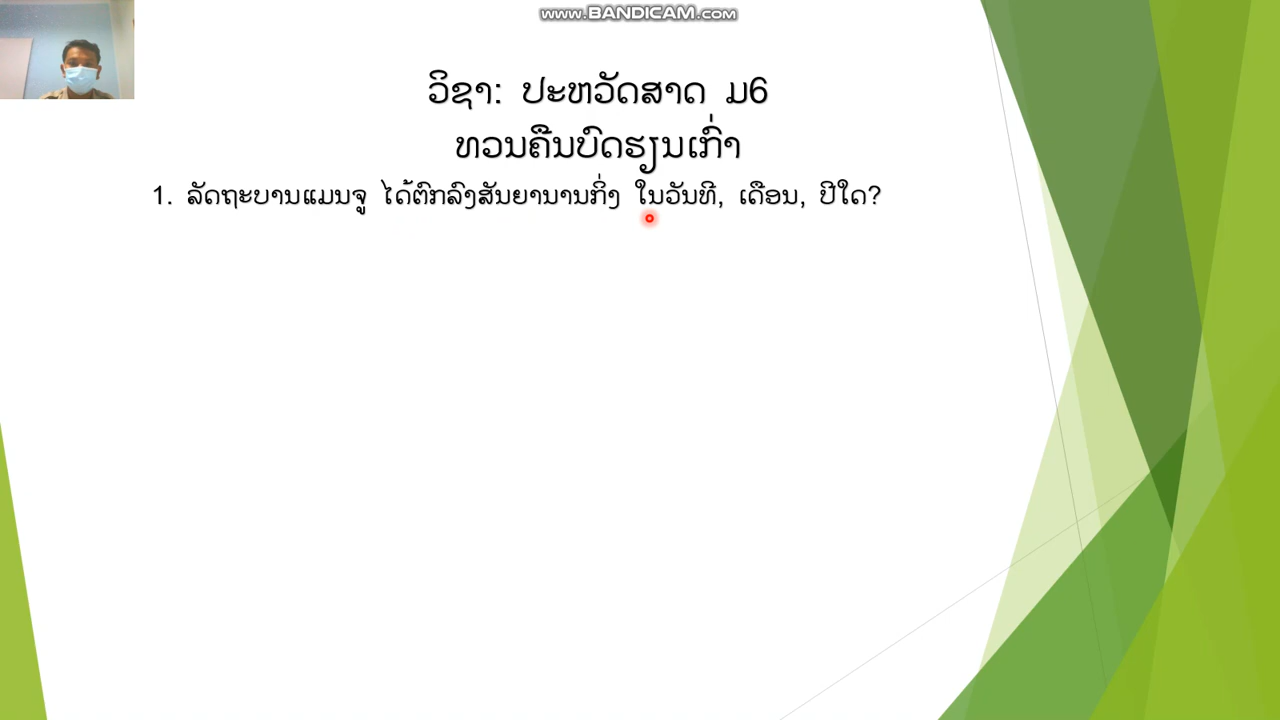 www.BANDICAM.com
ວິຊາ: ປະຫວັດສາດ ມ6
ທວນຄືນບົດຮຽນເກົ່າ
1. ລັດຖະບານແມນຈູ ໄດ້ຕົກລົງສັນຍານານກິ່ງ ໃນວັນທີ, ເດືອນ, ປີໃດ?